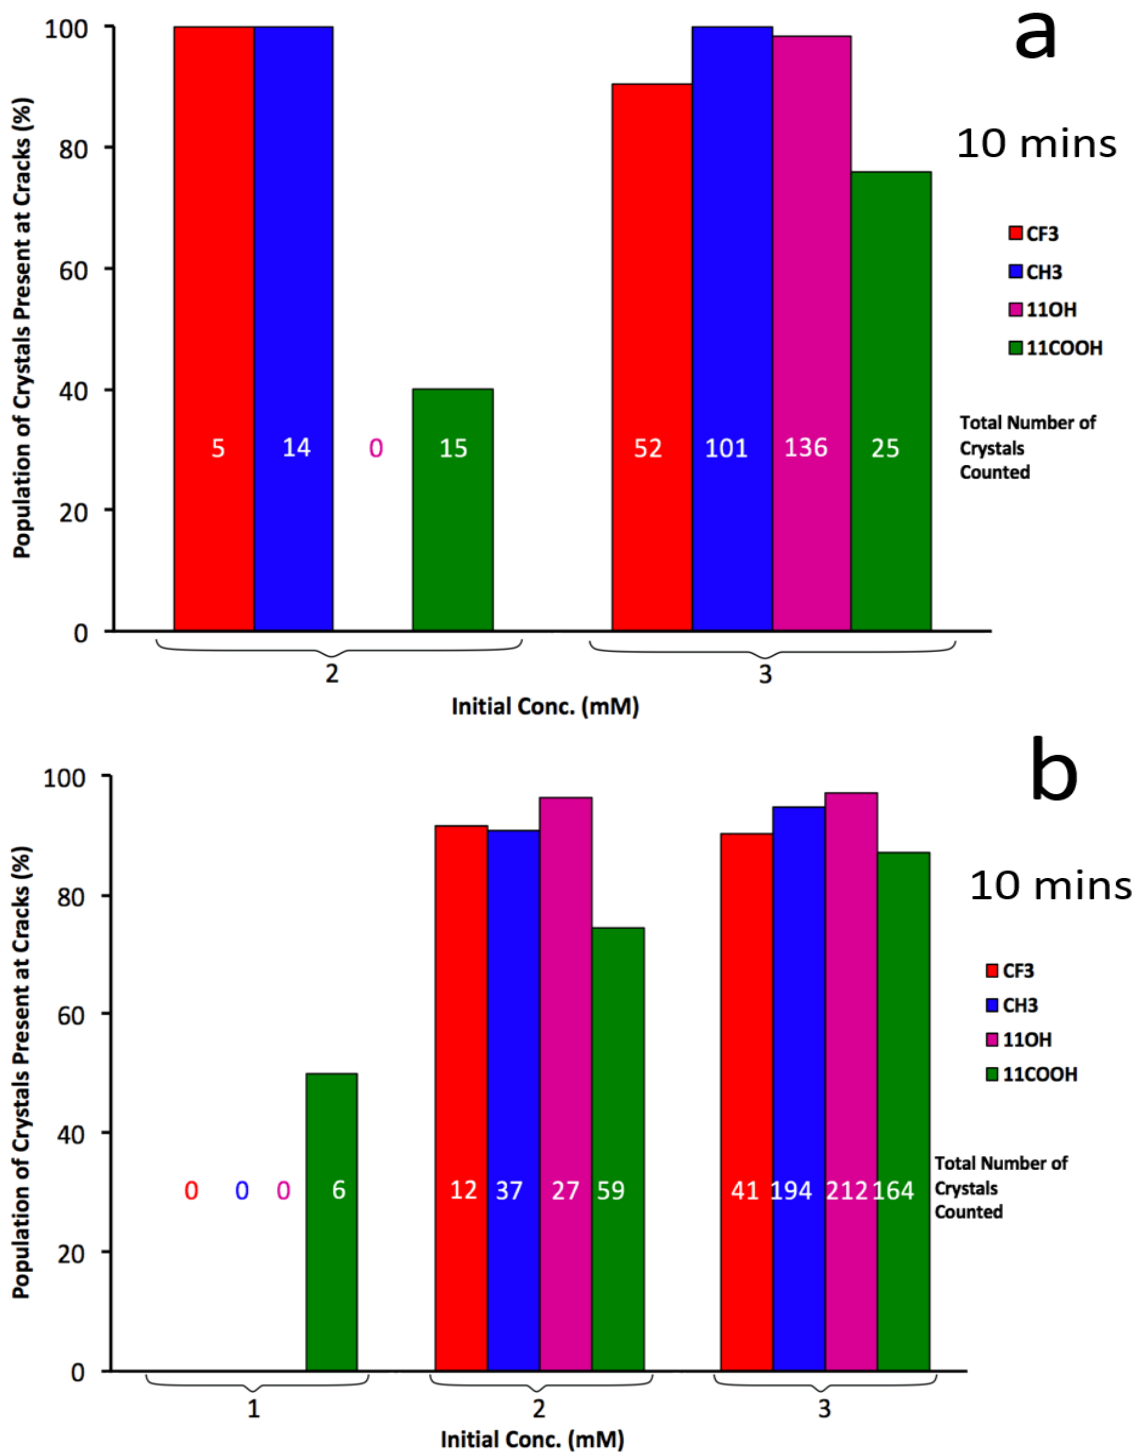 a
10 mins
Population of Crystals Present at Cracks (%)
100
80
60
40
20
0
CF3
CH3
11OH
11COOH
5 14 0 15 52 101 136 25
Total Number of
Crystals
Counted
2 3
Initial Conc. (mM)
b
10 mins
Population of Crystals Present at Cracks (%)
100
80
60
40
20
0
CF3
CH3
11OH
11COOH
0 0 0 6 12 37 27 59 41 194 212 164
Total Number of
Crystals
Counted
1 2 3
Initial Conc. (mM)